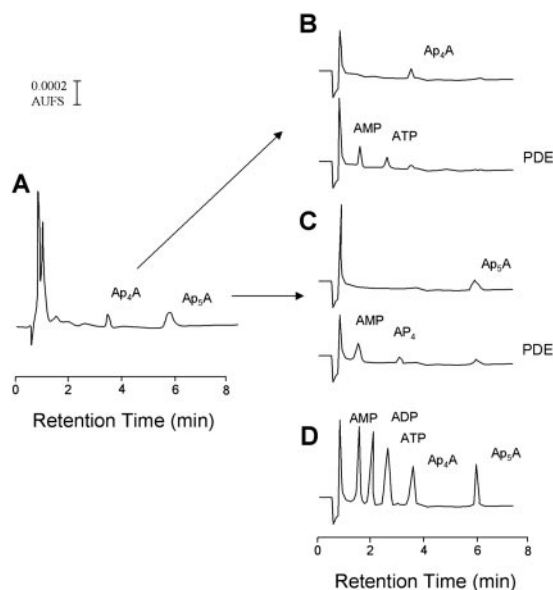 0.0002
AUFS
A
Ap4A
Ap5A
0 2 4 6 8
Retention Time (min)
B
Ap4A
AMP
ATP
PDE
C
Ap5A
AMP
AP4
PDE
D
AMP
ADP
ATP
Ap4A
Ap5A
0 2 4 6 8
Retention Time (min)